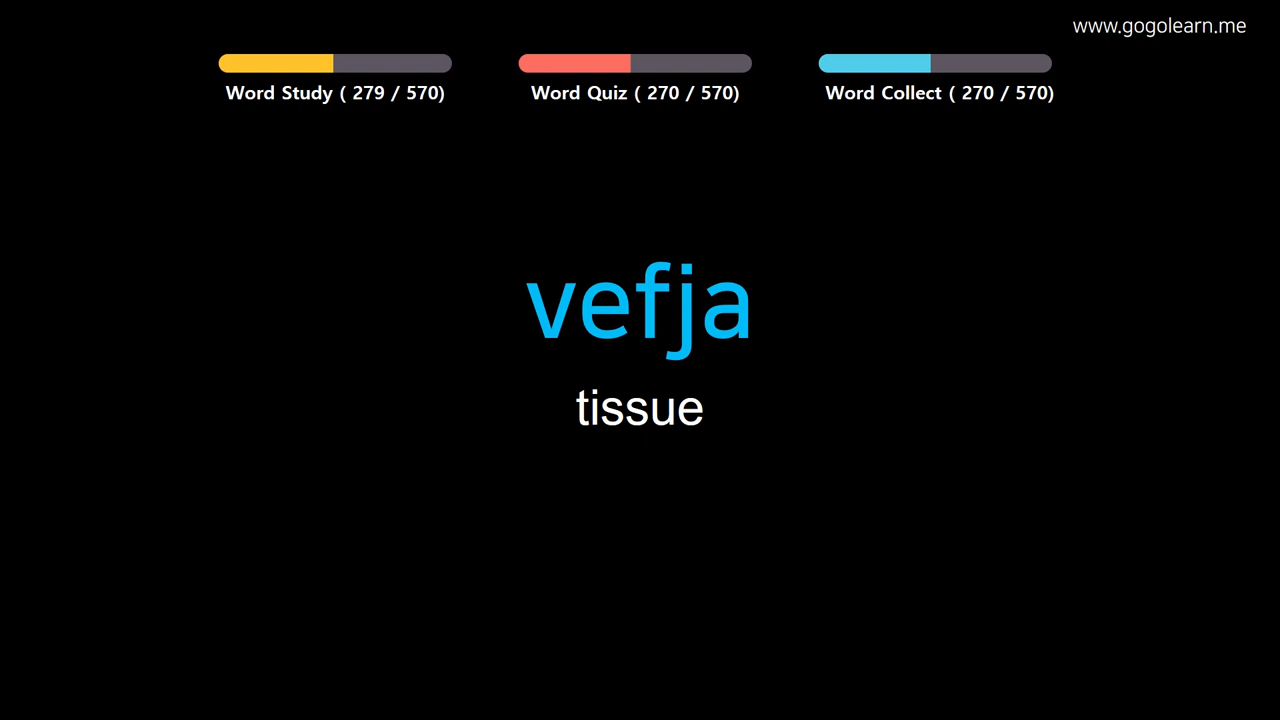 www.gogolearn.me
Word Study ( 279 / 570)
Word Quiz ( 270 / 570)
Word Collect ( 270 / 570)
vefja
tissue